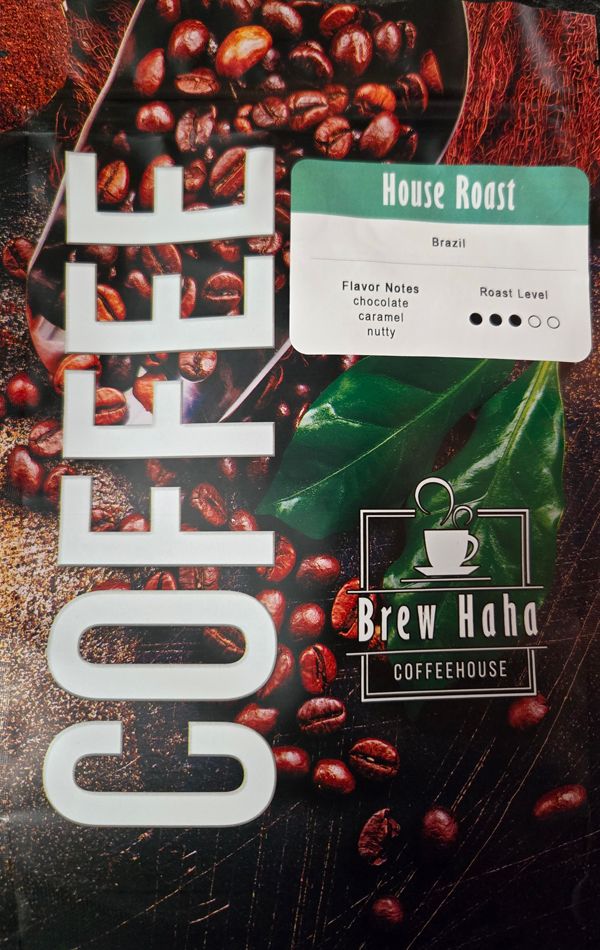 COFFEE
House Roast
Brazil
Flavor Notes
chocolate
caramel
nutty
Roast Level
Brew Haha
COFFEEHOUSE